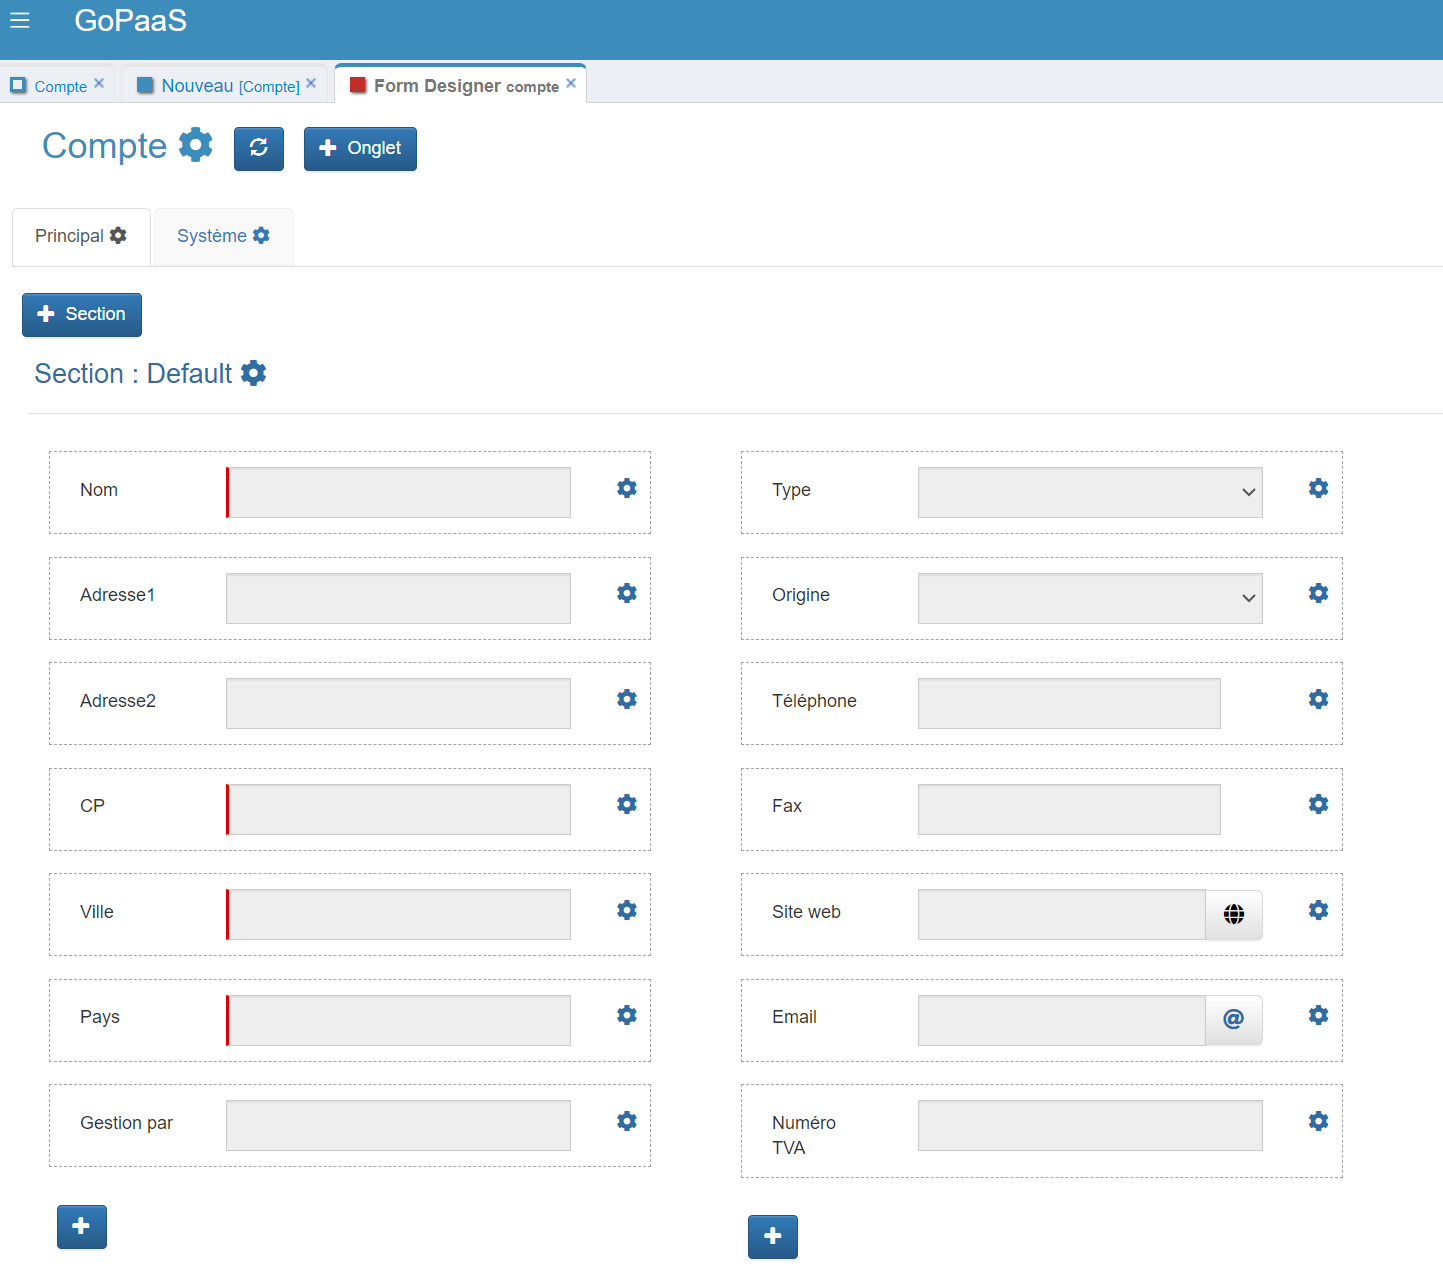 GoPaaS
Compte
Nouveau [Compte]
Form Designer compte
Compte
Onglet
Principal
Système
Section
Section : Default
Nom
Type
Adresse1
Origine
Adresse2
Téléphone
CP
Fax
Ville
Site web
Pays
Email
@
Gestion par
Numéro
TVA